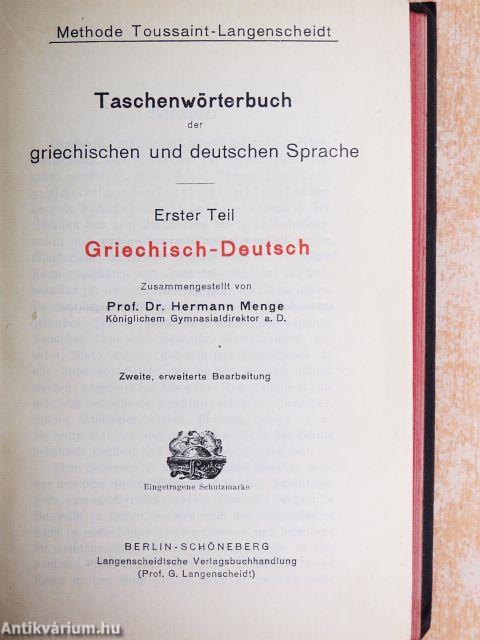 Methode Toussaint-Langenscheidt
Taschenwörterbuch
der
griechischen und deutschen Sprache
Erster Teil
Griechisch-Deutsch
Zusammengestellt von
Prof. Dr. Hermann Menge
Königlichem Gymnasialdirektor a. D.
Zweite, erweiterte Bearbeitung
Eingetragene Schutzmarke
BERLIN-SCHÖNEBERG
Langenscheidtsche Verlagsbuchhandlung
(Prof. G. Langenscheidt)
Antikvárium.hu